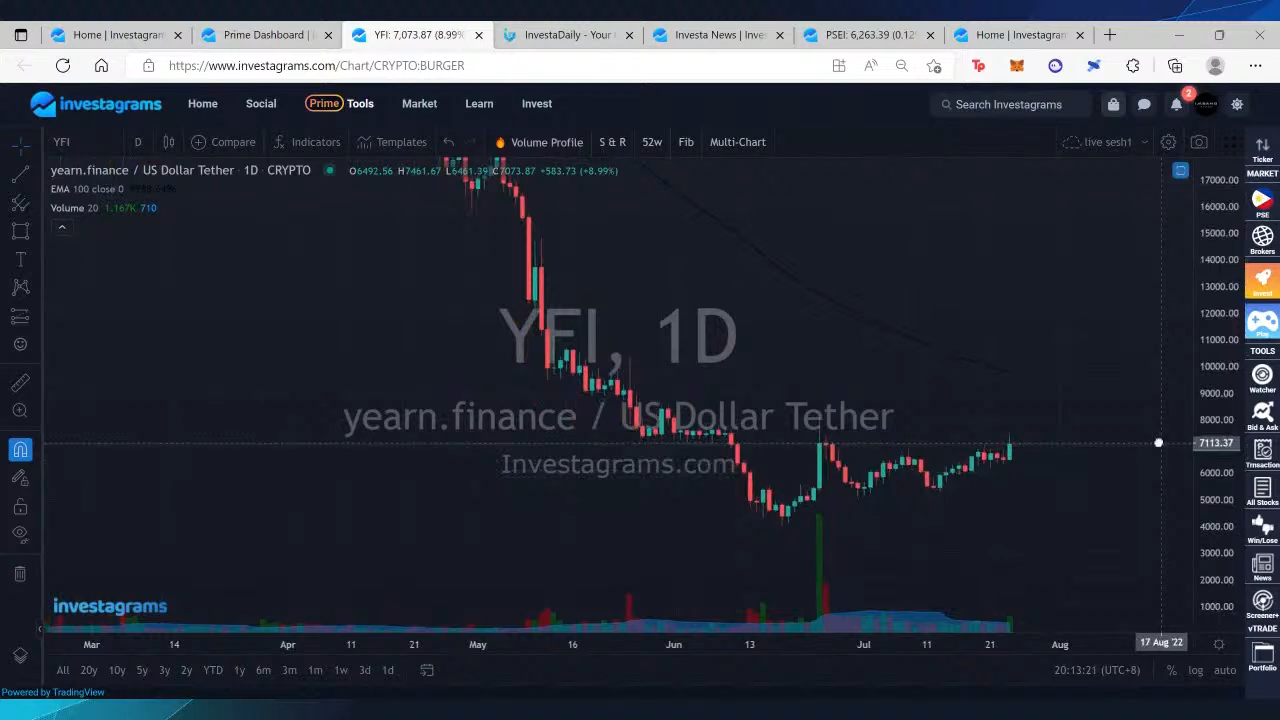 Home | Investagram
Prime Dashboard | In
YFI: 7,073.87 (8.99%
InvestaDaily - Your C
Investa News | Inves
PSEI: 6,263.39 (0.12%
Home | Investagram
https://www.investagrams.com/Chart/CRYPTO:BURGER
investagrams
Home
Social
Prime Tools
Market
Learn
Invest
Search Investagrams
2
YFI
D
Compare
Indicators
Templates
Volume Profile
S & R
52w
Fib
Multi-Chart
live sesh1
Ticker
yearn.finance / US Dollar Tether · 1D · CRYPTO
O6492.56 H7461.67 L6461.39 C7073.87 +583.73 (+8.99%)
EMA 100 close 0
Volume 20 1.167K 710
YFI, 1D
yearn.finance / US Dollar Tether
Investagrams.com
17000.00
16000.00
15000.00
14000.00
13000.00
12000.00
11000.00
10000.00
9000.00
8000.00
7113.37
6000.00
5000.00
4000.00
3000.00
2000.00
1000.00
MARKET
PSE
Brokers
Invest
Play
TOOLS
Watcher
Bid & Ask
Trnsaction
All Stocks
Win/Lose
News
Screener+
vTRADE
Portfolio
investagrams
Mar
14
Apr
11
21
May
16
Jun
13
Jul
11
21
Aug
17 Aug '22
All
20y
10y
5y
3y
2y
YTD
1y
6m
3m
1m
1w
3d
1d
20:13:21 (UTC+8)
%
log
auto
Powered by TradingView